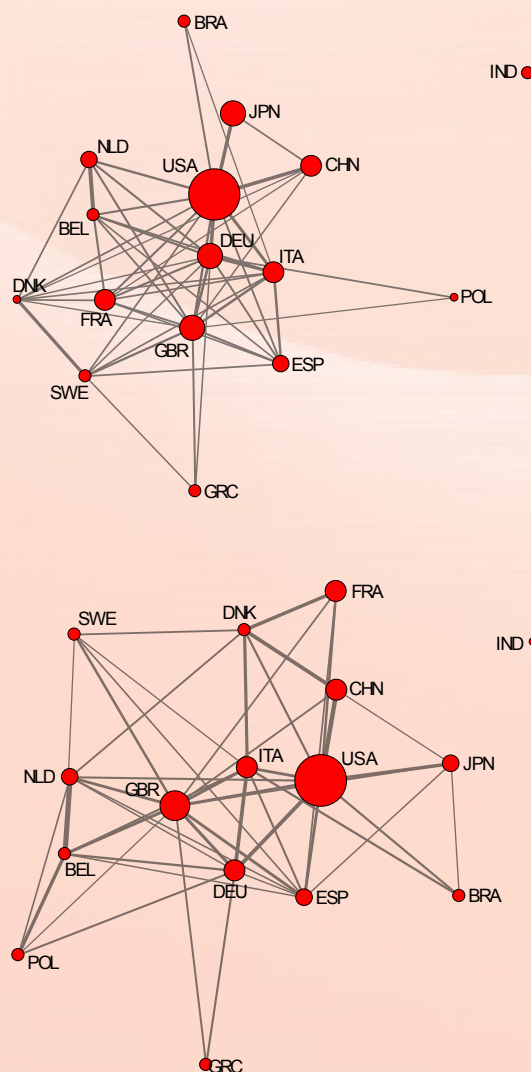 BRA
IND
JPN
NLD
USA
CHN
BEL
DEU
ITA
DNK
POL
FRA
GBR
ESP
SWE
GRC
FRA
SWE
DNK
IND
CHN
ITA
USA
JPN
NLD
GBR
BEL
DEU
ESP
BRA
POL
GRC